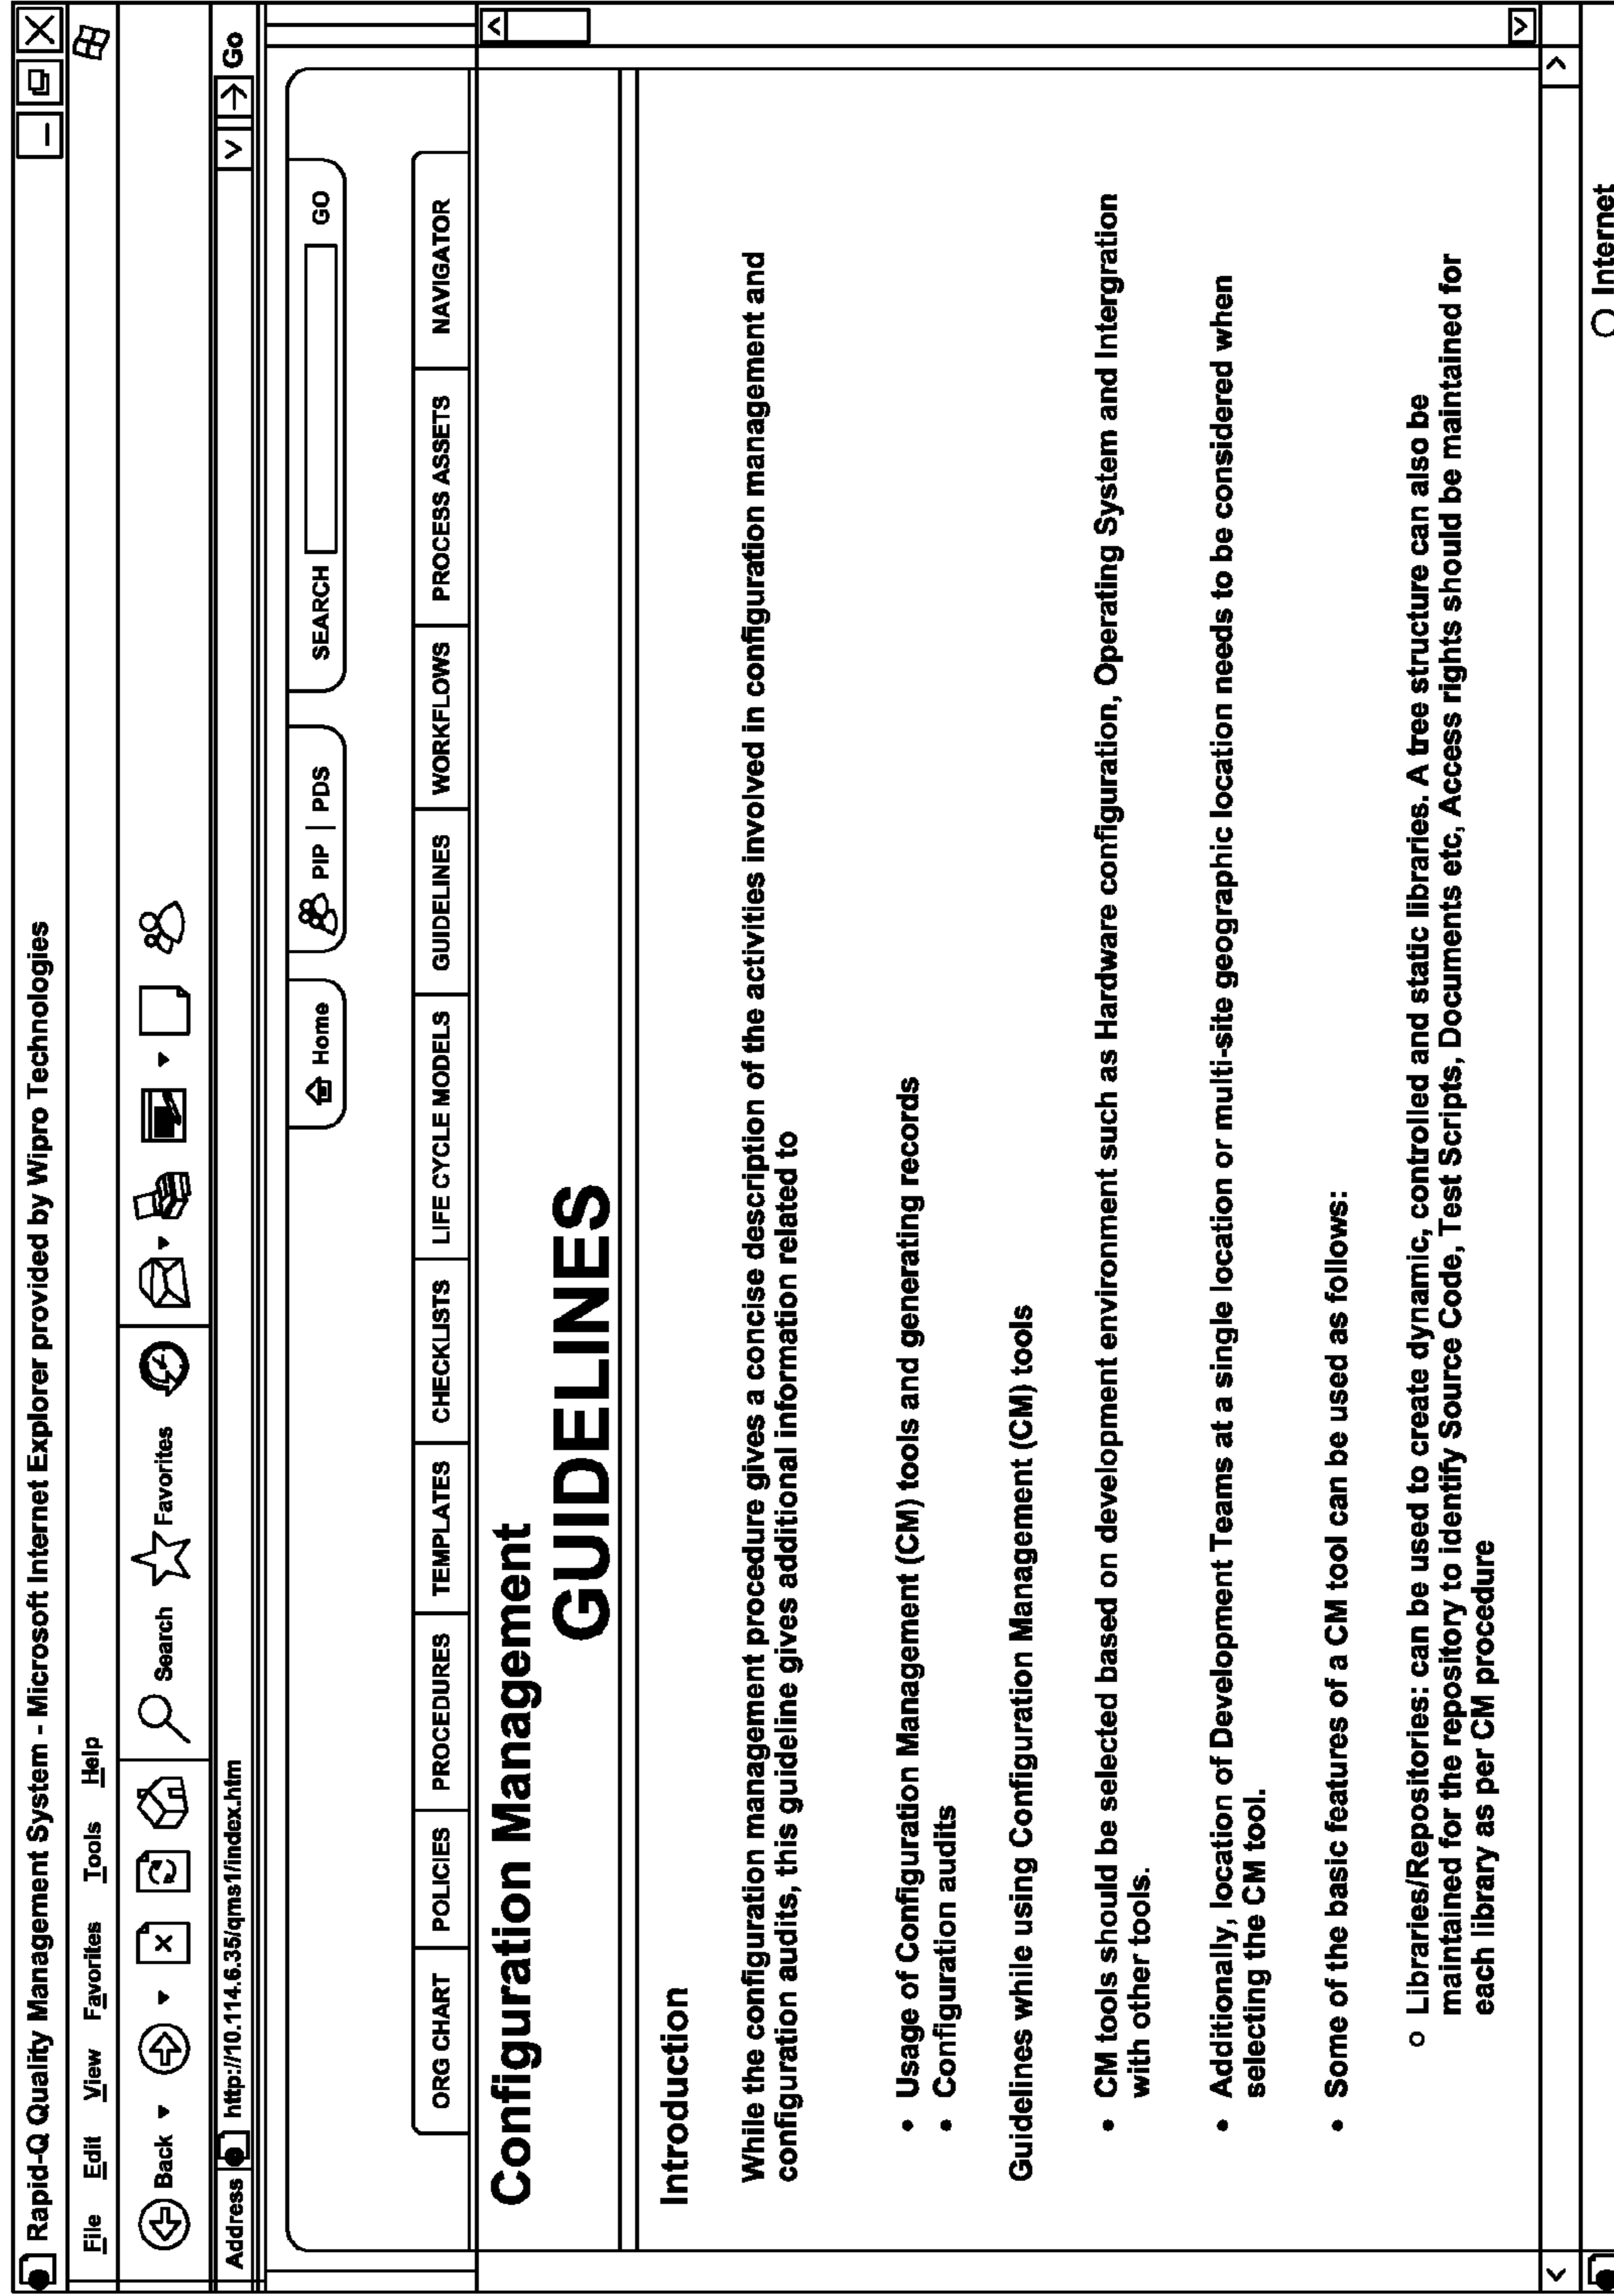 Rapid-Q Quality Management System - Microsoft Internet Explorer provided by Wipro Technologies
File Edit View Favorites Tools Help
Back Search Favorites
Address http://10.114.6.35/qms1/index.htm Go
Home PIP | PDS SEARCH GO
ORG CHART POLICIES PROCEDURES TEMPLATES CHECKLISTS LIFE CYCLE MODELS GUIDELINES WORKFLOWS PROCESS ASSETS NAVIGATOR
Configuration Management
GUIDELINES
Introduction
While the configuration management procedure gives a concise description of the activities involved in configuration management and
configuration audits, this guideline gives additional information related to
• Usage of Configuration Management (CM) tools and generating records
• Configuration audits
Guidelines while using Configuration Management (CM) tools
• CM tools should be selected based on development environment such as Hardware configuration, Operating System and Intergration
with other tools.
• Additionally, location of Development Teams at a single location or multi-site geographic location needs to be considered when
selecting the CM tool.
• Some of the basic features of a CM tool can be used as follows:
o Libraries/Repositories: can be used to create dynamic, controlled and static libraries. A tree structure can also be
maintained for the repository to identify Source Code, Test Scripts, Documents etc, Access rights should be maintained for
each library as per CM procedure
Internet